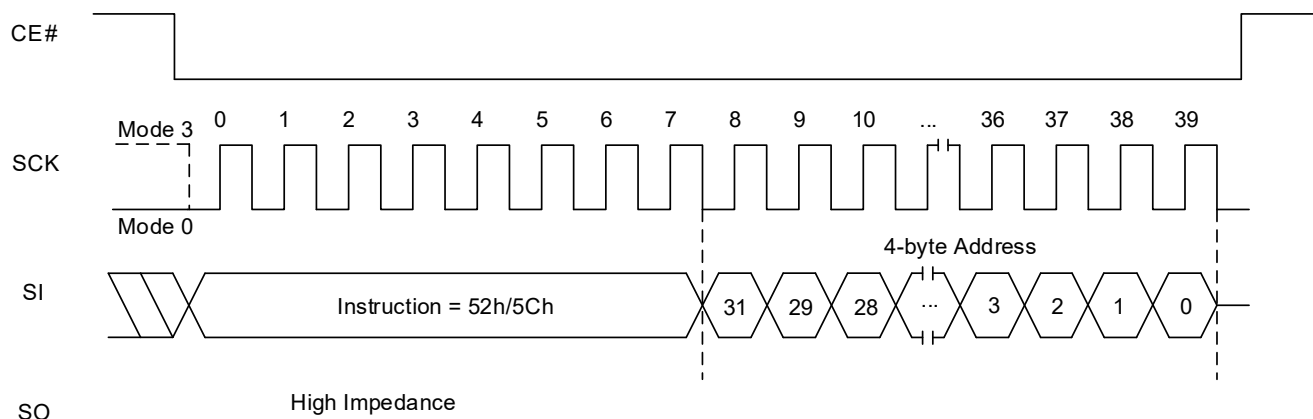 CE#
0 1 2 3 4 5 6 7 8 9 10 ... 36 37 38 39
Mode 3
SCK
Mode 0
4-byte Address
SI
Instruction = 52h/5Ch 31 29 28 ... 3 2 1 0
High Impedance
SO